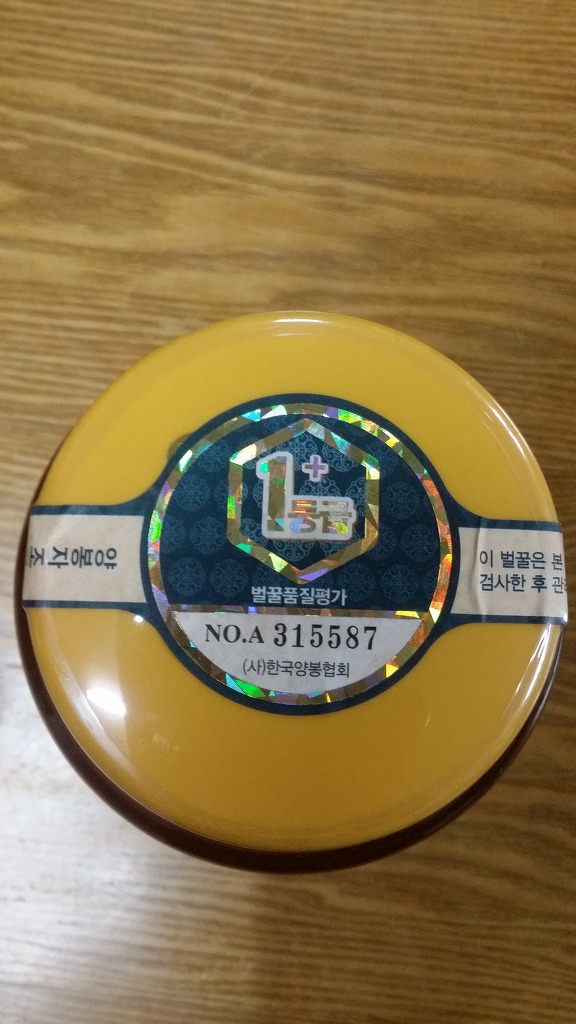 1+등급
벌꿀품질평가
NO.A 315587
(사)한국양봉협회
이 벌꿀은 본
검사한 후
양봉자조